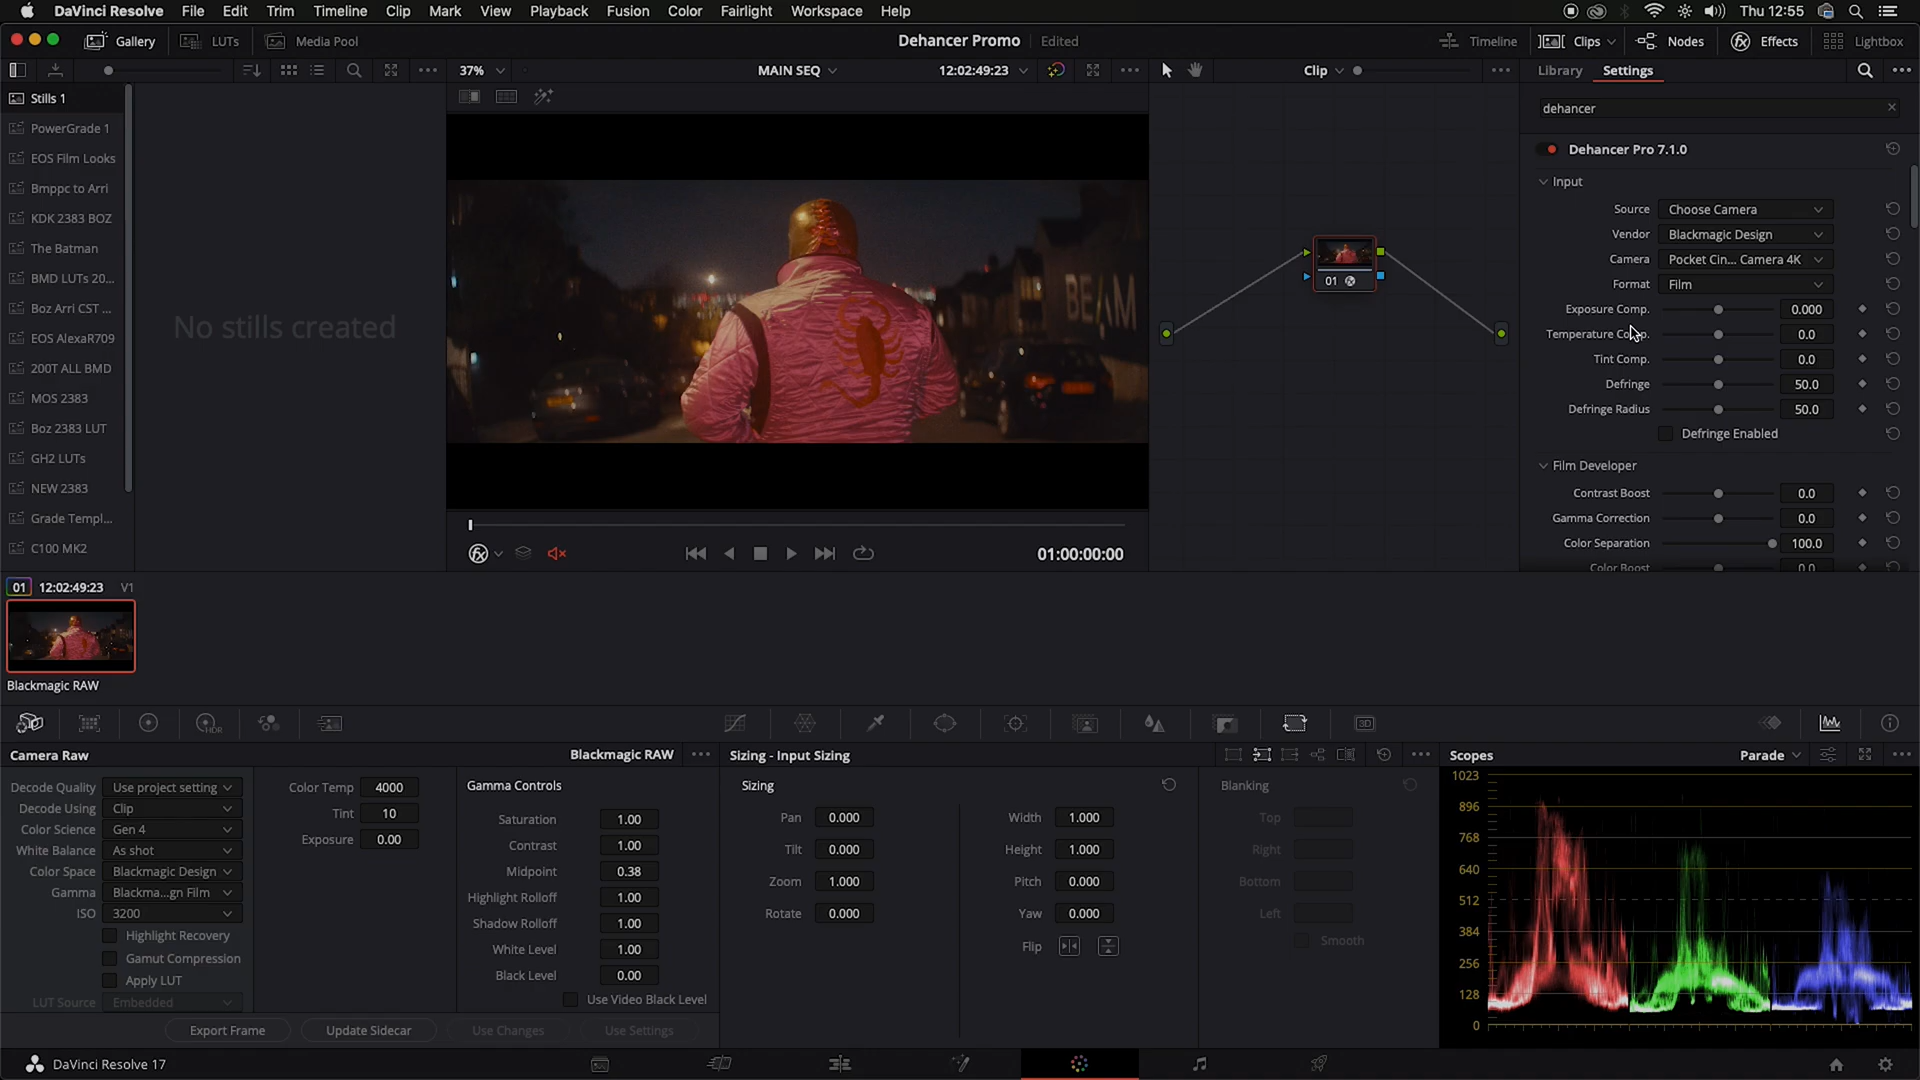 DaVinci Resolve File Edit Trim Timeline Clip Mark View Playback Fusion Color Fairlight Workspace Help Thu 12:55
Gallery LUTs Media Pool Dehancer Promo Edited Timeline Clips Nodes Effects Lightbox
37% MAIN SEQ 12:02:49:23 Clip Library Settings
Stills 1
PowerGrade 1
EOS Film Looks
Bmppc to Arri
KDK 2383 BOZ
The Batman
BMD LUTs 20...
Boz Arri CST ...
EOS AlexaR709
200T ALL BMD
MOS 2383
Boz 2383 LUT
GH2 LUTs
NEW 2383
Grade Templ...
C100 MK2
No stills created
BEAM
01
01:00:00:00
dehancer
Dehancer Pro 7.1.0
Input
Source Choose Camera
Vendor Blackmagic Design
Camera Pocket Cin... Camera 4K
Format Film
Exposure Comp. 0.000
Temperature Comp. 0.0
Tint Comp. 0.0
Defringe 50.0
Defringe Radius 50.0
Defringe Enabled
Film Developer
Contrast Boost 0.0
Gamma Correction 0.0
Color Separation 100.0
Color Boost 0.0
01 12:02:49:23 V1
Blackmagic RAW
HDR
3D
Camera Raw Blackmagic RAW
Decode Quality Use project setting
Decode Using Clip
Color Science Gen 4
White Balance As shot
Color Space Blackmagic Design
Gamma Blackma...gn Film
ISO 3200
Highlight Recovery
Gamut Compression
Apply LUT
LUT Source Embedded
Color Temp 4000
Tint 10
Exposure 0.00
Gamma Controls
Saturation 1.00
Contrast 1.00
Midpoint 0.38
Highlight Rolloff 1.00
Shadow Rolloff 1.00
White Level 1.00
Black Level 0.00
Use Video Black Level
Export Frame Update Sidecar Use Changes Use Settings
Sizing - Input Sizing
Sizing
Pan 0.000
Tilt 0.000
Zoom 1.000
Rotate 0.000
Width 1.000
Height 1.000
Pitch 0.000
Yaw 0.000
Flip
Blanking
Top
Right
Bottom
Left
Smooth
Scopes Parade
1023
896
768
640
512
384
256
128
0
DaVinci Resolve 17